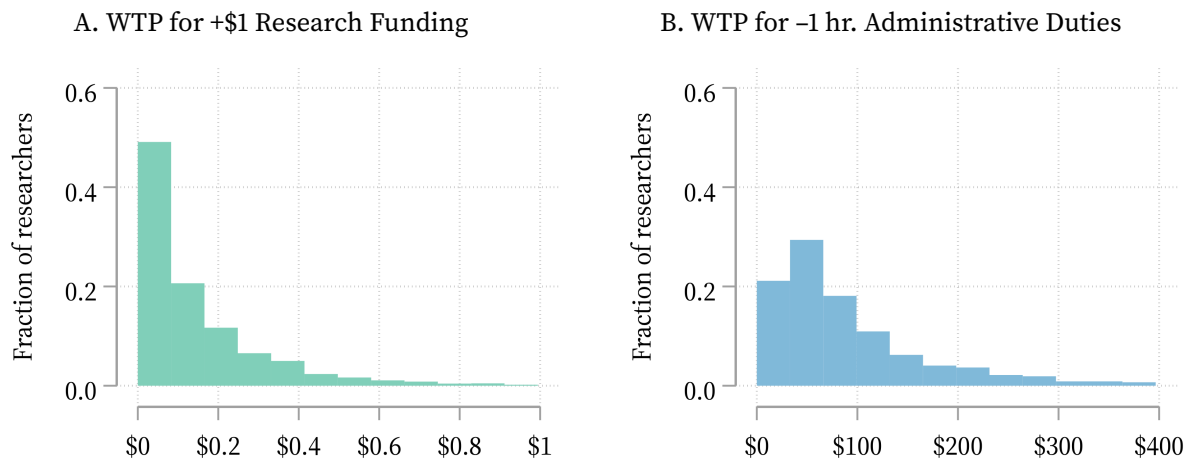 A. WTP for +$1 Research Funding
Fraction of researchers
0.6
0.4
0.2
0.0
$0 $0.2 $0.4 $0.6 $0.8 $1
B. WTP for –1 hr. Administrative Duties
Fraction of researchers
0.6
0.4
0.2
0.0
$0 $100 $200 $300 $400